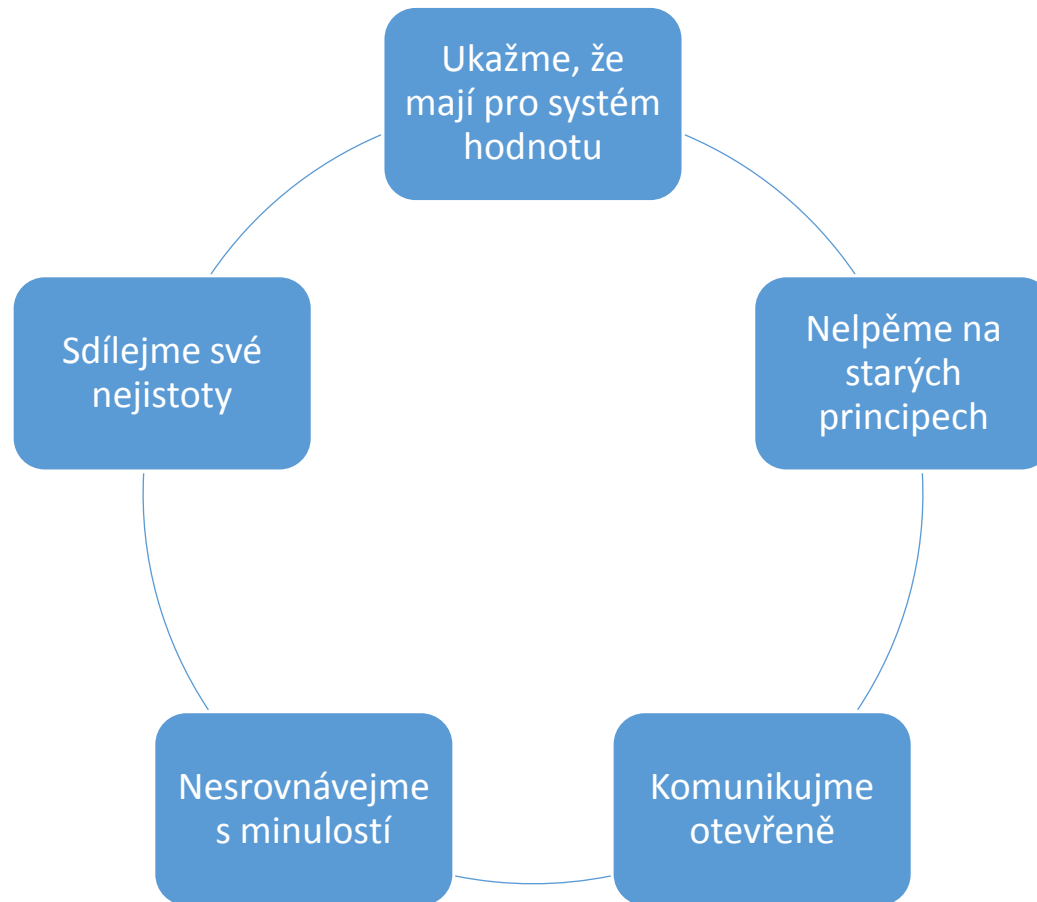 Ukažme, že
mají pro systém
hodnotu
Nelpěme na
starých
principech
Komunikujme
otevřeně
Nesrovnávejme
s minulostí
Sdílejme své
nejistoty